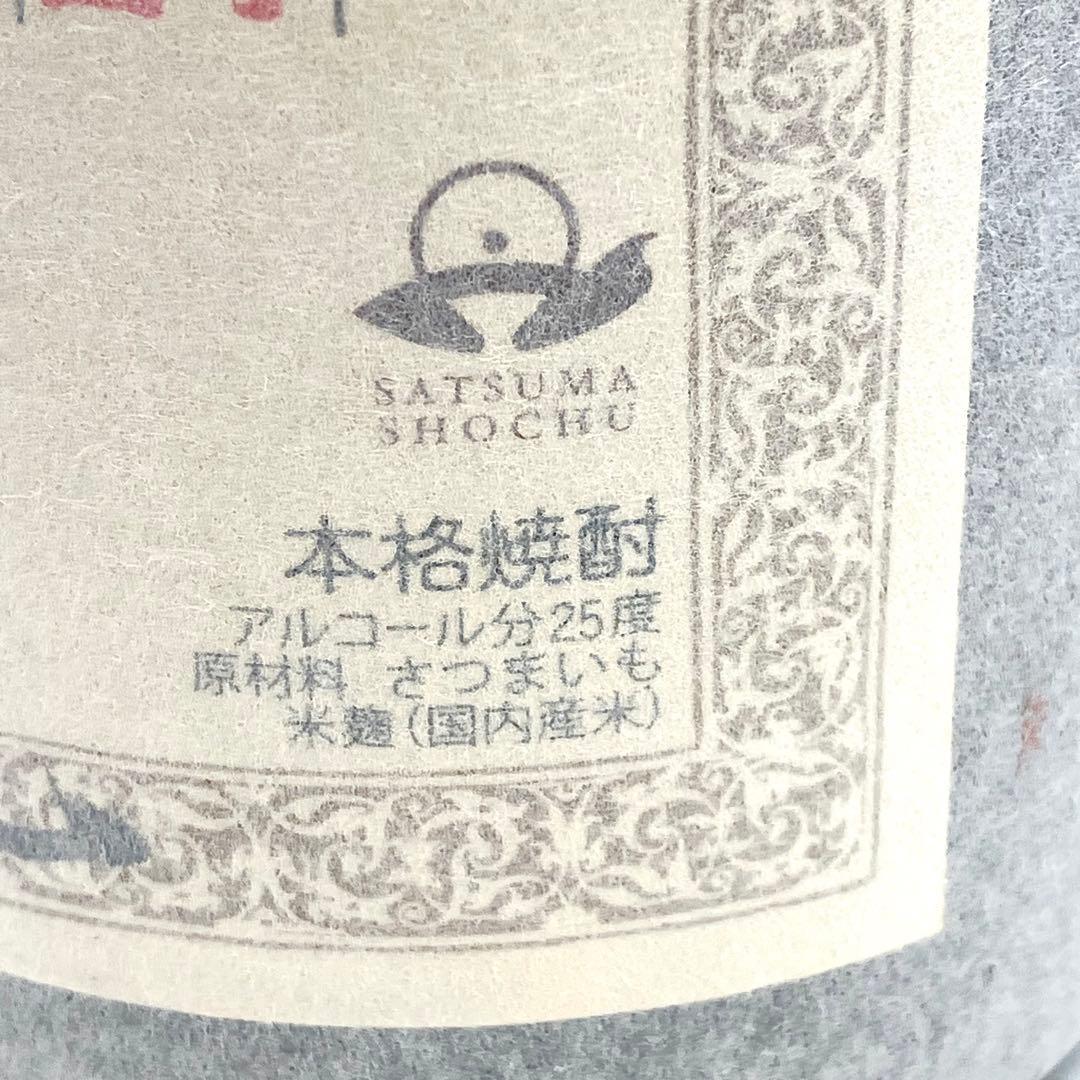 SATSUMA
SHOCHU
本格焼酎
アルコール分25度
原材料 さつまいも
米麹(国内産米)